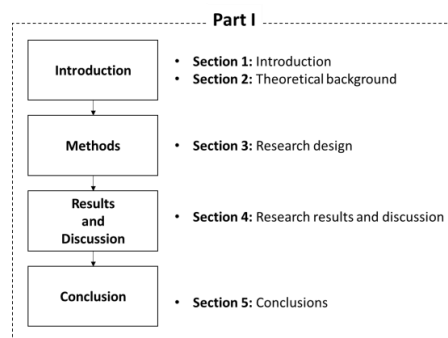 Part I
Introduction
• Section 1: Introduction
• Section 2: Theoretical background
Methods
• Section 3: Research design
Results
and
Discussion
• Section 4: Research results and discussion
Conclusion
• Section 5: Conclusions